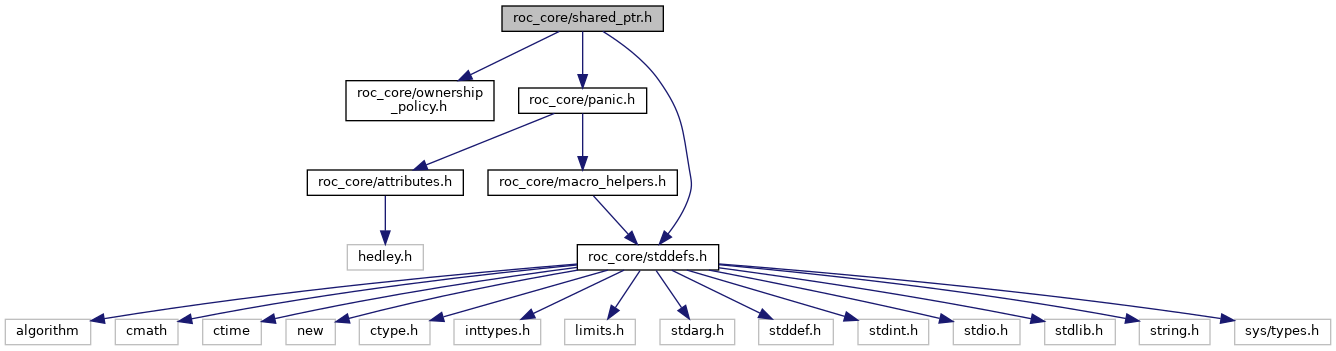 roc_core/shared_ptr.h
roc_core/ownership
_policy.h
roc_core/panic.h
roc_core/attributes.h
roc_core/macro_helpers.h
hedley.h
roc_core/stddefs.h
algorithm
cmath
ctime
new
ctype.h
inttypes.h
limits.h
stdarg.h
stddef.h
stdint.h
stdio.h
stdlib.h
string.h
sys/types.h